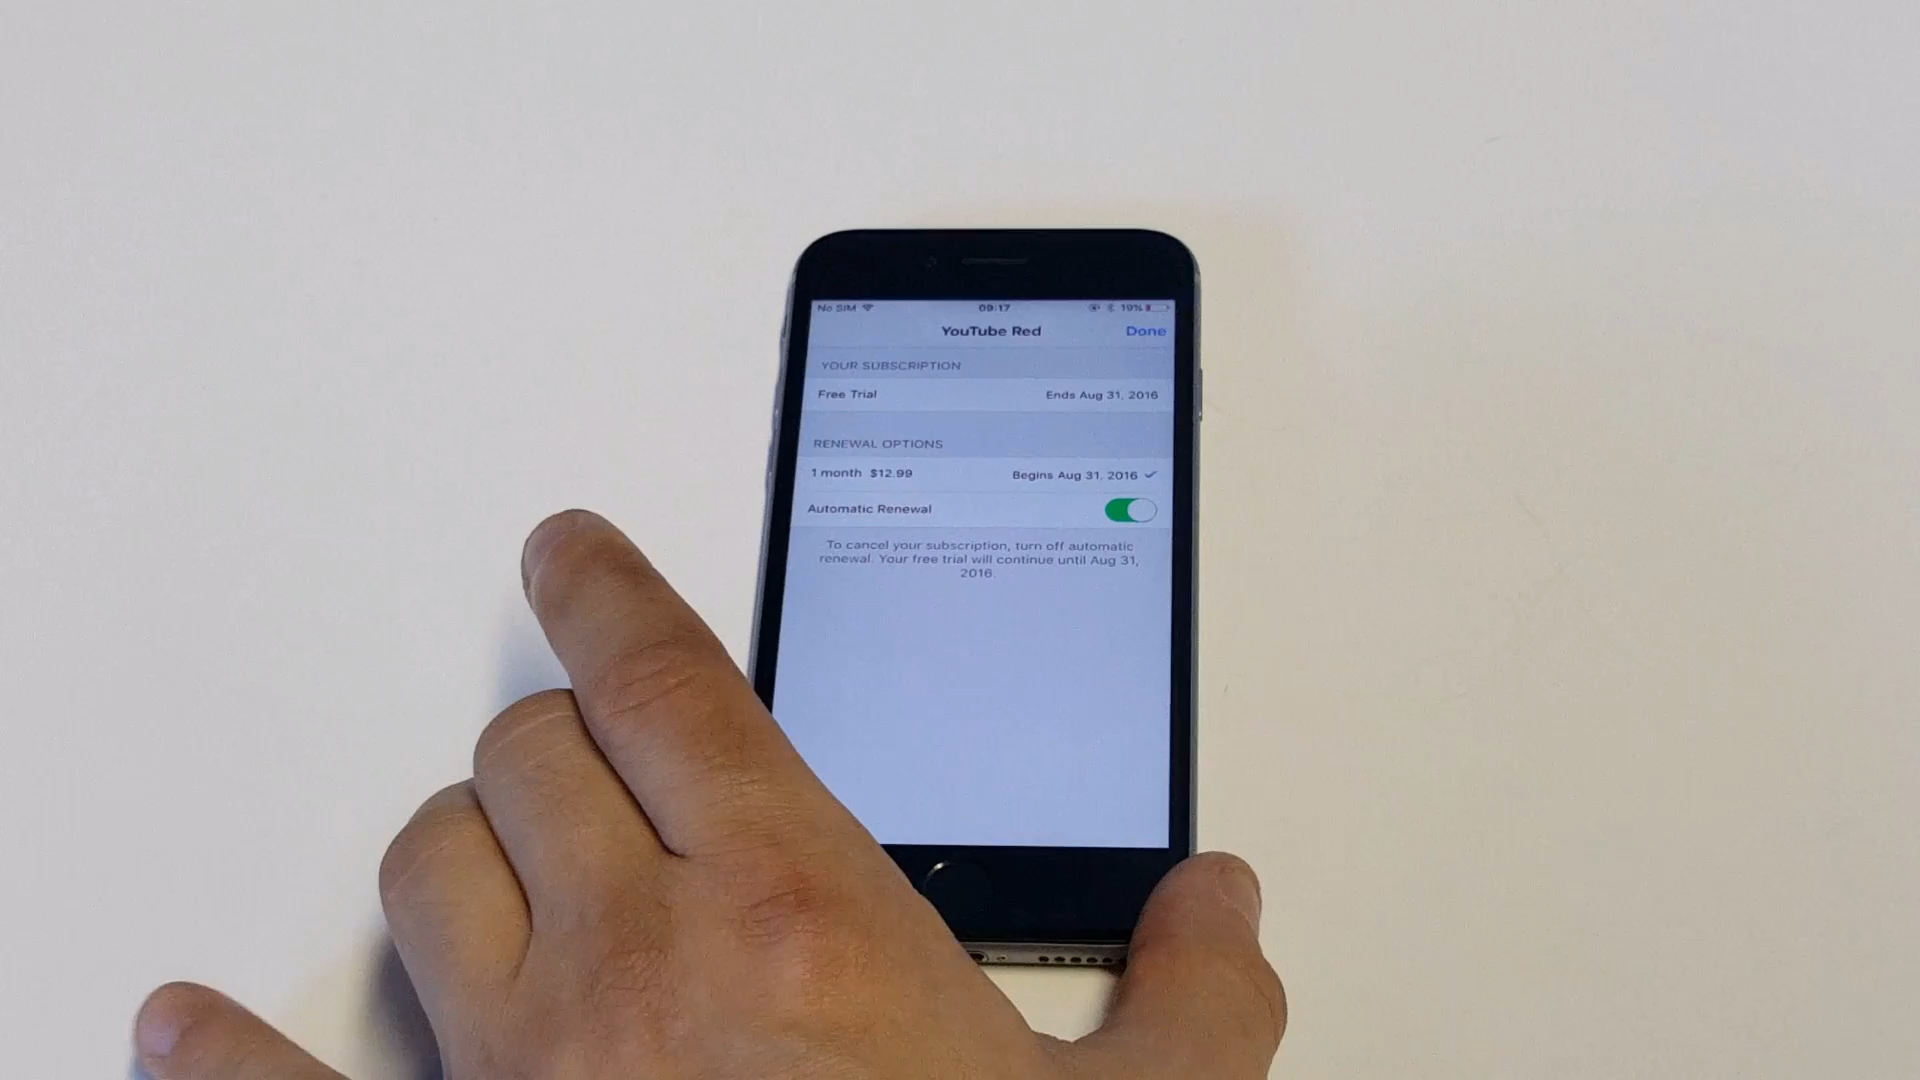 No SIM 09:17 19%
YouTube Red Done
YOUR SUBSCRIPTION
Free Trial Ends Aug 31, 2016
RENEWAL OPTIONS
1 month $12.99 Begins Aug 31, 2016
Automatic Renewal
To cancel your subscription, turn off automatic
renewal. Your free trial will continue until Aug 31,
2016.